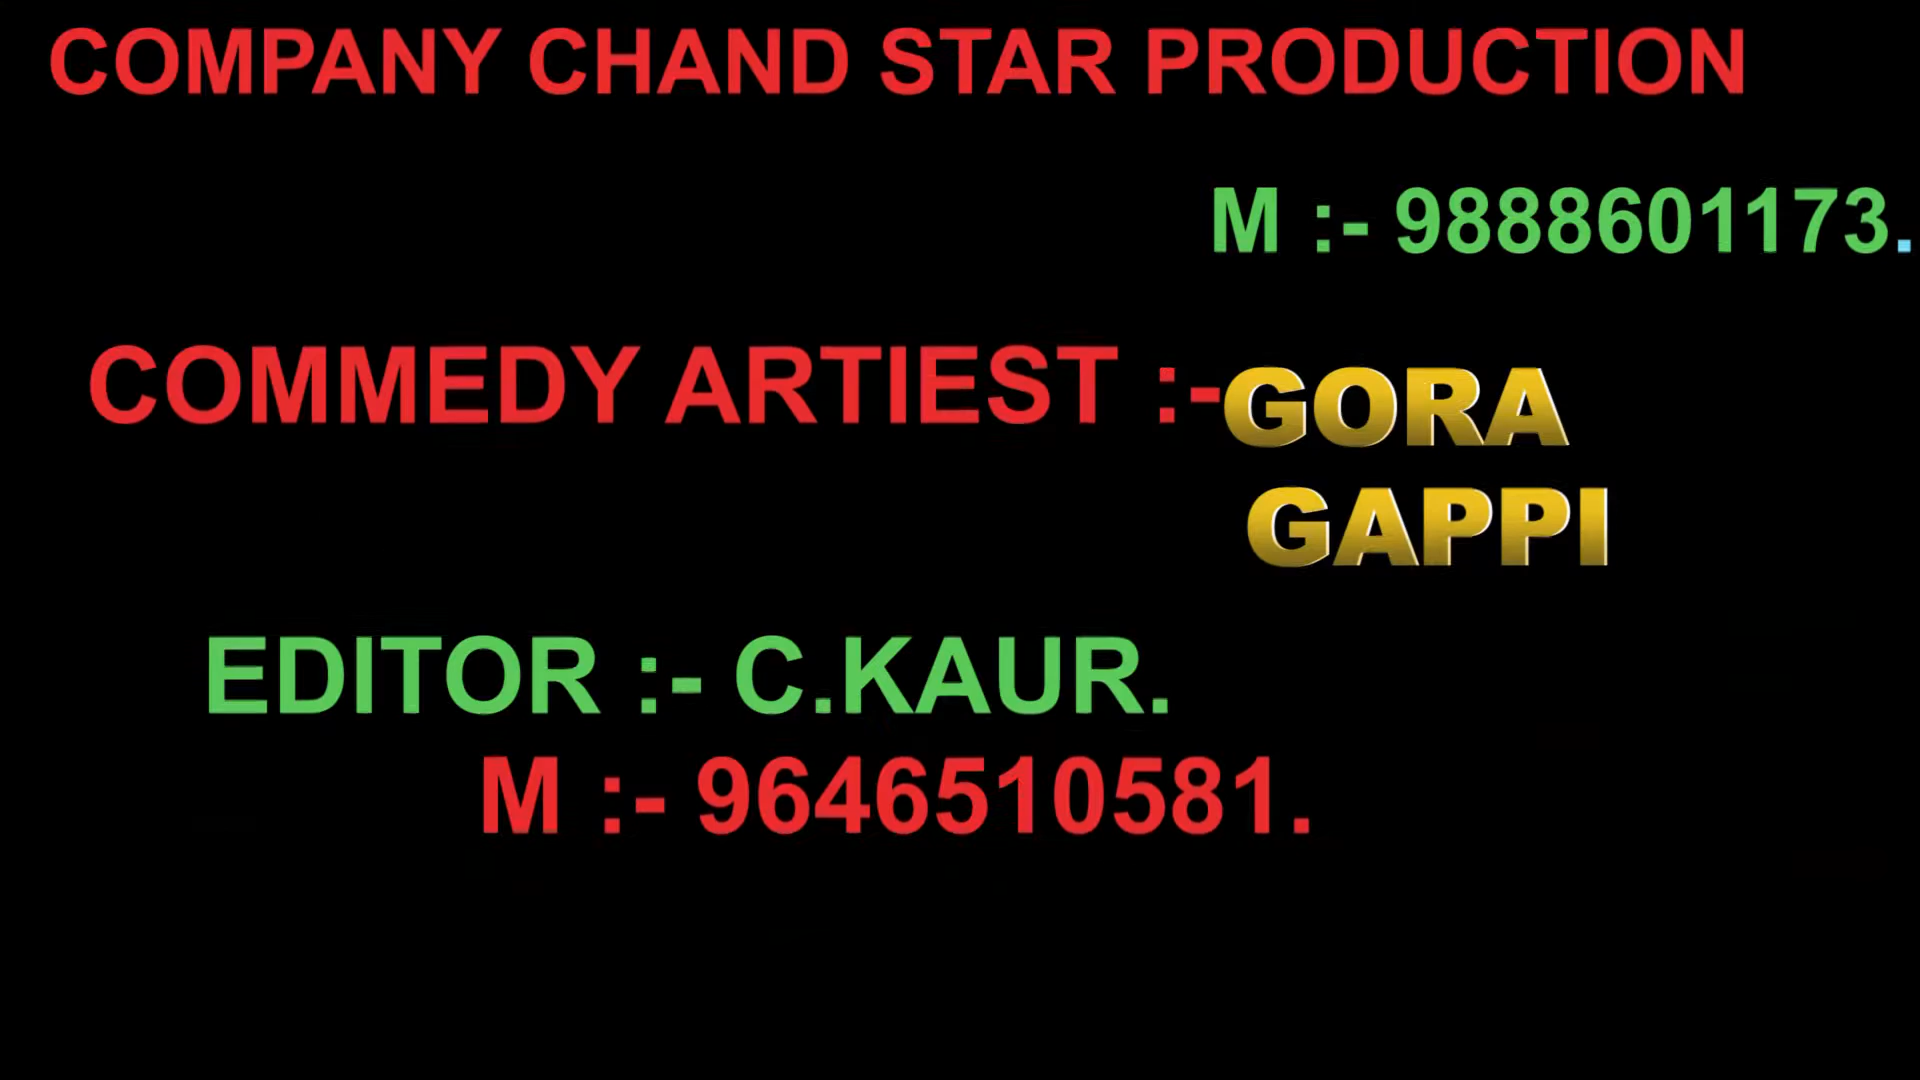 COMPANY CHAND STAR PRODUCTION
M :- 9888601173.
COMMEDY ARTIEST :-GORA
GAPPI
EDITOR :- C.KAUR.
M :- 9646510581.